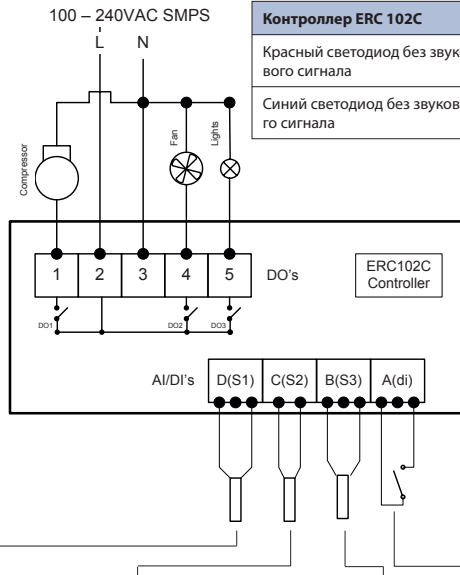 100 – 240VAC SMPS
L
N
Контроллер ERC 102C
Красный светодиод без звуко-
вого сигнала
Синий светодиод без звуков
го сигнала
Compressor
Fan
Lights
1
2
3
4
5
DO's
ERC102C
Controller
DO1
DO2
DO3
AI/DI's
D(S1)
C(S2)
B(S3)
A(di)